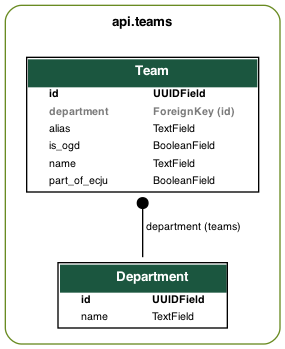 api.teams
Team
id UUIDField
department ForeignKey (id)
alias TextField
is_ogd BooleanField
name TextField
part_of_ecju BooleanField
department (teams)
Department
id UUIDField
name TextField